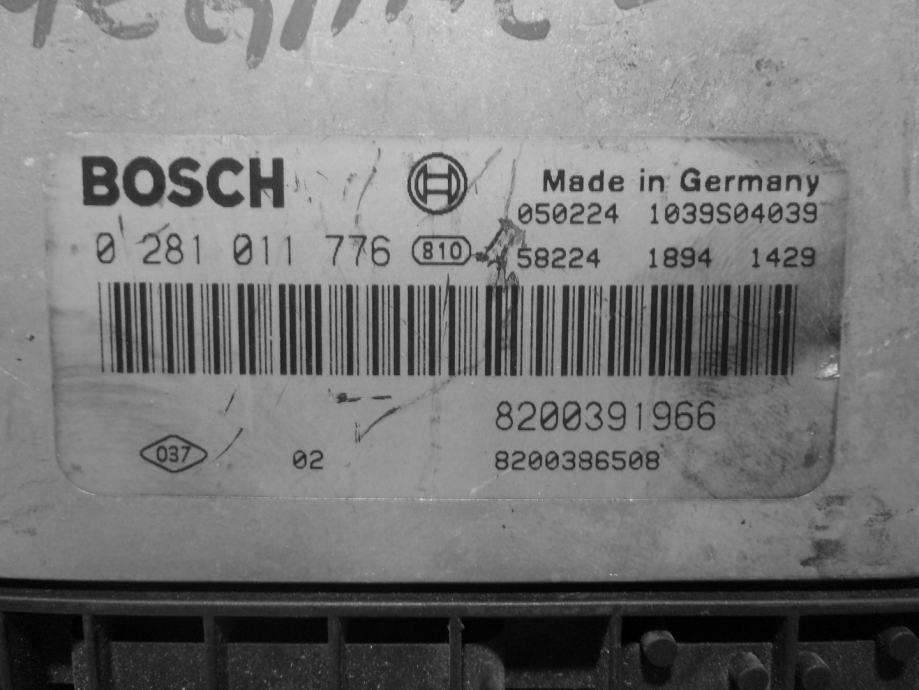 BOSCH
Made in Germany
050224 1039S04039
0 281 011 776 810
58224 1894 1429
8200391966
037 02 8200386508